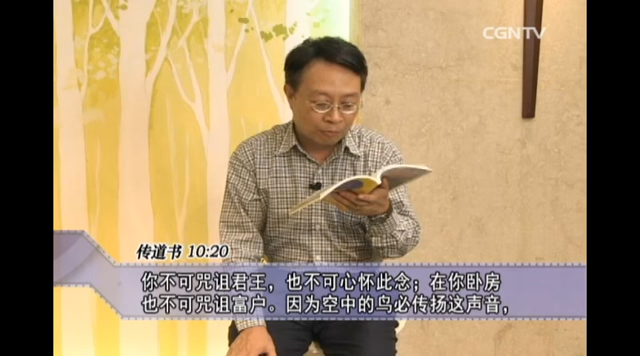 CGNTV
传道书 10:20
你不可咒诅君王，也不可心怀此念；在你卧房
也不可咒诅富户。因为空中的鸟必传扬这声音，